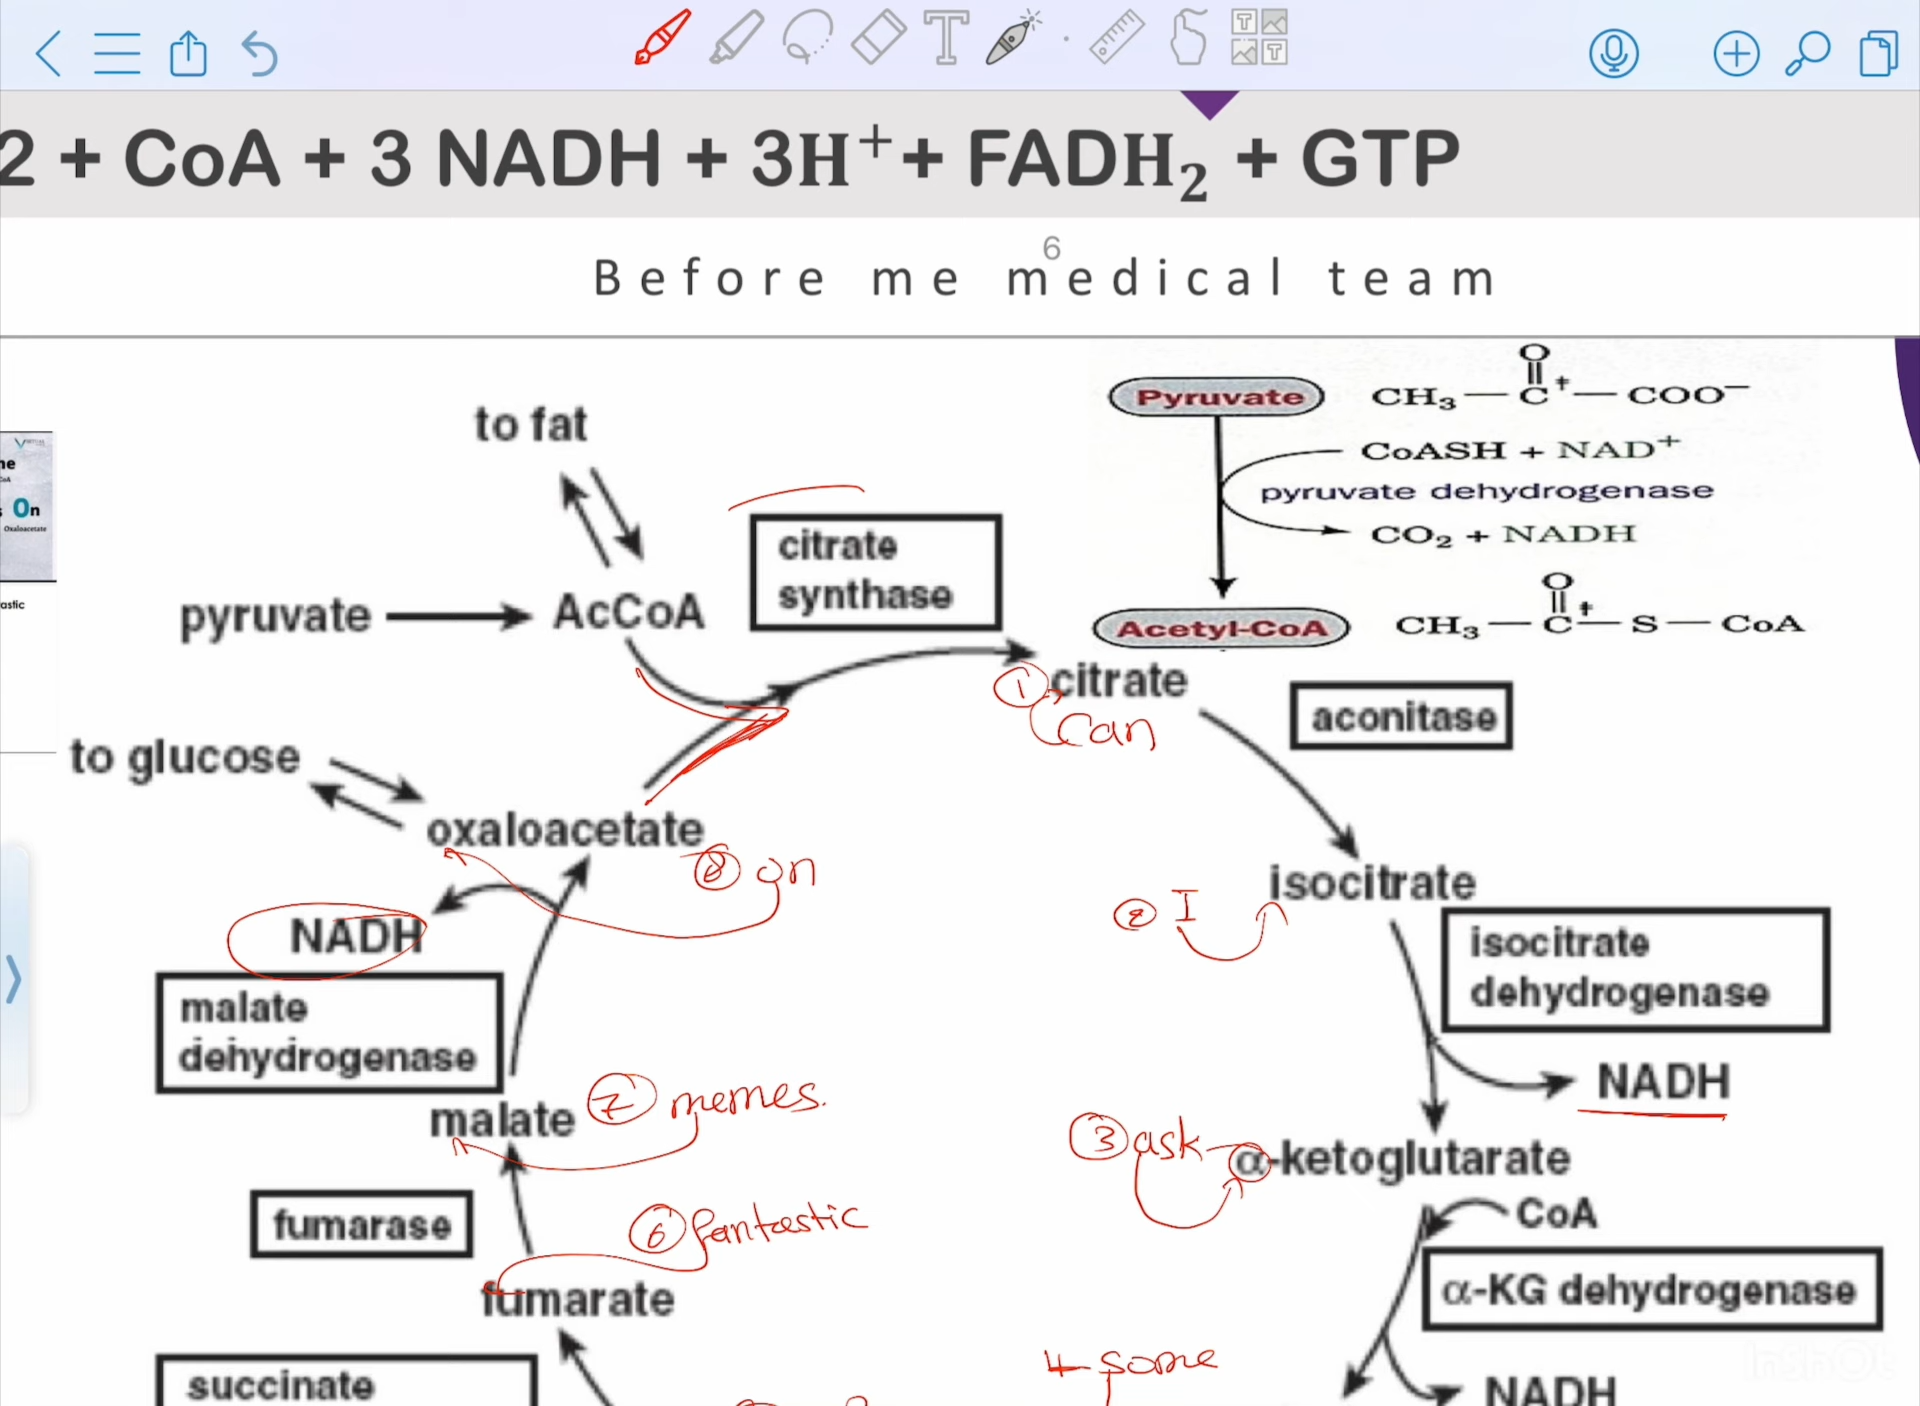 2 + CoA + 3 NADH + 3H⁺ + FADH₂ + GTP
6
Before me medical team
Pyruvate
O
CH₃ — C — COO⁻
CoASH + NAD⁺
pyruvate dehydrogenase
CO₂ + NADH
O
Acetyl-CoA
CH₃ — C — S — CoA
to fat
On
Oxaloacetate
astic
citrate
synthase
pyruvate
AcCoA
① citrate
can
aconitase
to glucose
oxaloacetate
⑧ on
isocitrate
② I
NADH
isocitrate
dehydrogenase
malate
dehydrogenase
NADH
malate
⑦ memes.
③ ask
α-ketoglutarate
CoA
fumarase
⑥ fantastic
α-KG dehydrogenase
fumarate
4 some
succinate
NADH